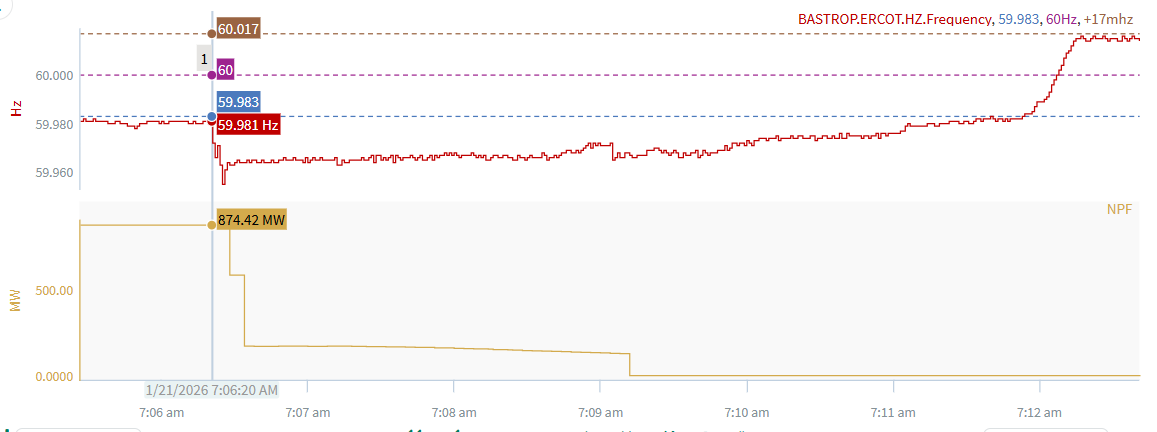 BASTROP.ERCOT.HZ.Frequency, 59.983, 60Hz, +17mhz
60.017
1
60
60.000
59.983
59.981 Hz
Hz
59.980
59.960
NPF
874.42 MW
500.00
MW
0.0000
1/21/2026 7:06:20 AM
7:06 am
7:07 am
7:08 am
7:09 am
7:10 am
7:11 am
7:12 am